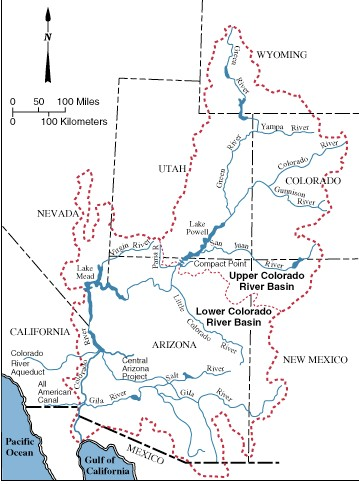 N
0 50 100 Miles
0 100 Kilometers
WYOMING
Green
River
Yampa River
Green
River
Colorado
River
UTAH
COLORADO
Gunnison
River
NEVADA
Lake
Powell
San Juan
River
Virgin River
Paria R.
Compact Point
Upper Colorado
River Basin
Lake
Mead
Little
Colorado
River
Lower Colorado
River Basin
CALIFORNIA
River
Colorado
ARIZONA
NEW MEXICO
Colorado
River
Aqueduct
Central
Arizona
Project
All
American
Canal
Salt River
Gila River
Gila
River
MEXICO
Pacific
Ocean
Gulf of
California